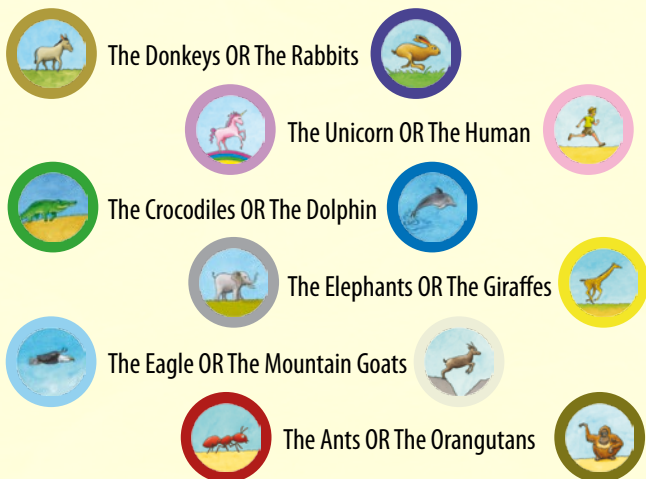 The Donkeys OR The Rabbits
The Unicorn OR The Human
The Crocodiles OR The Dolphin
The Elephants OR The Giraffes
The Eagle OR The Mountain Goats
The Ants OR The Orangutans